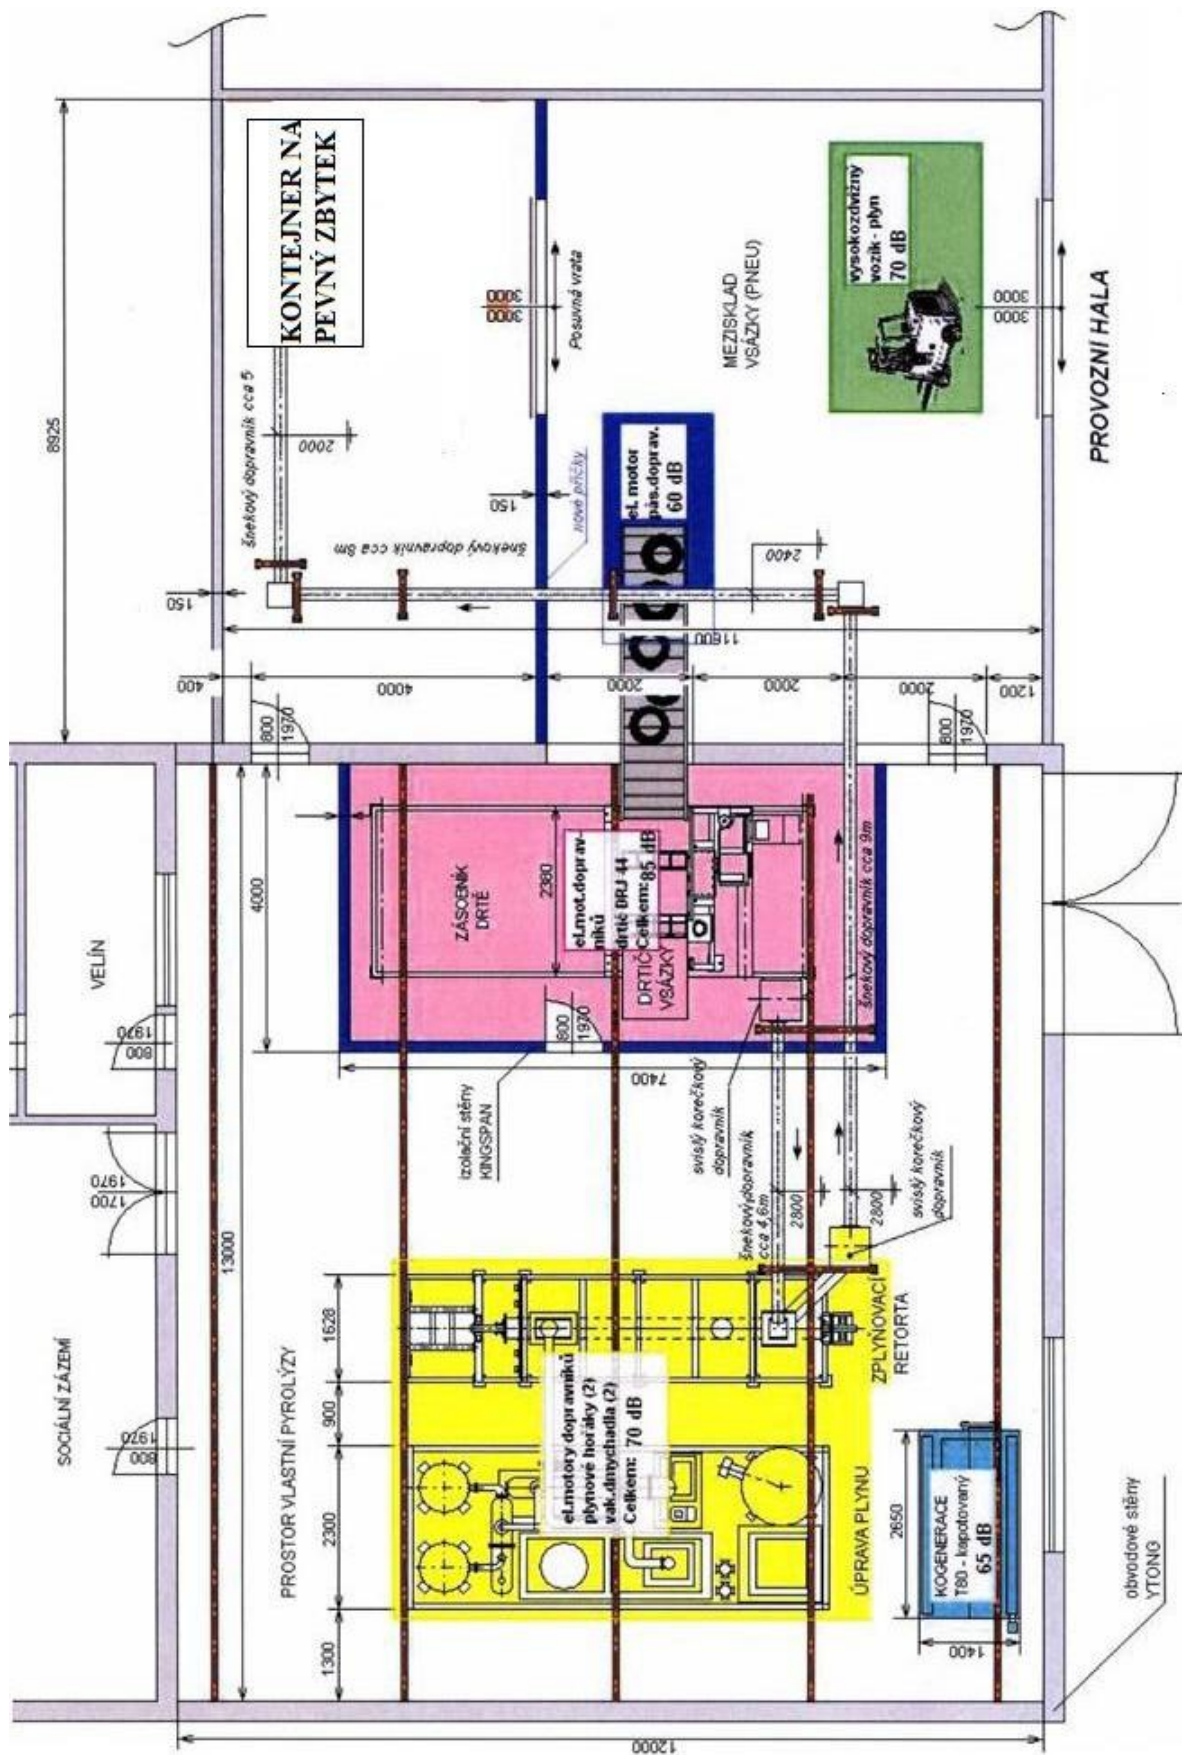 8925
KONTEJNER NA
PEVNÝ ZBYTEK
šnekový dopravník cca 5
2000
150
šnekový dopravník cca 8m
3000
3000
Posuvná vrata
150
nové příčky
MEZISKLAD
VSÁZKY (PNEU)
vysokozdvižný
vozík - plyn
70 dB
3000
3000
PROVOZNI HALA
el. motor
pás.doprav.
60 dB
2400
11600
400
4000
2000
2000
2000
1200
800
1970
800
1970
VELÍN
800
1970
4000
ZÁSOBNÍK
DRTĚ
2380
el.mot.doprav-
níků
drtič DRJ 44
Celkem: 85 dB
DRTIČ
VSÁZKY
800
1970
šnekový dopravník cca 9m
7400
izolační stěny
KINGSPAN
svislý korečkový
dopravník
šnekový dopravník
cca 4,6m
2800
2800
svislý korečkový
dopravník
1700
1970
13000
SOCIÁLNÍ ZÁZEMÍ
800
1970
PROSTOR VLASTNÍ PYROLÝZY
1628
900
2300
1300
ZPLYŇOVACÍ
RETORTA
el.motory dopravníků
plynové hořáky (2)
vak.dmychadla (2)
Celkem: 70 dB
ÚPRAVA PLYNU
2650
KOGENERACE
T80 - kapotovaný
65 dB
1400
obvodové stěny
YTONG
12000